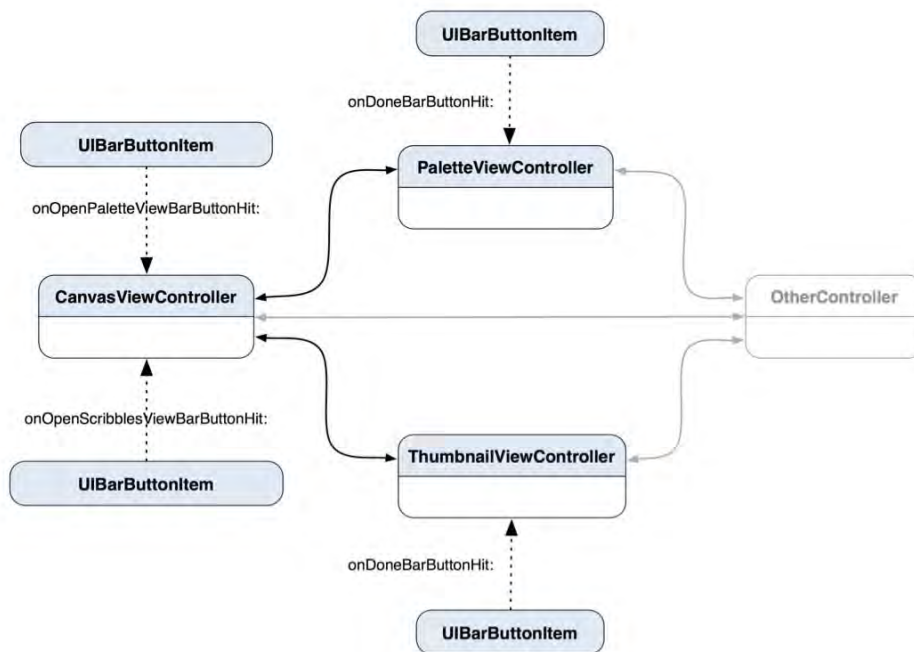 UIBarButtonItem
onDoneBarButtonHit:
UIBarButtonItem
PaletteViewController
onOpenPaletteViewBarButtonHit:
CanvasViewController
OtherController
onOpenScribblesViewBarButtonHit:
ThumbnailViewController
UIBarButtonItem
onDoneBarButtonHit:
UIBarButtonItem